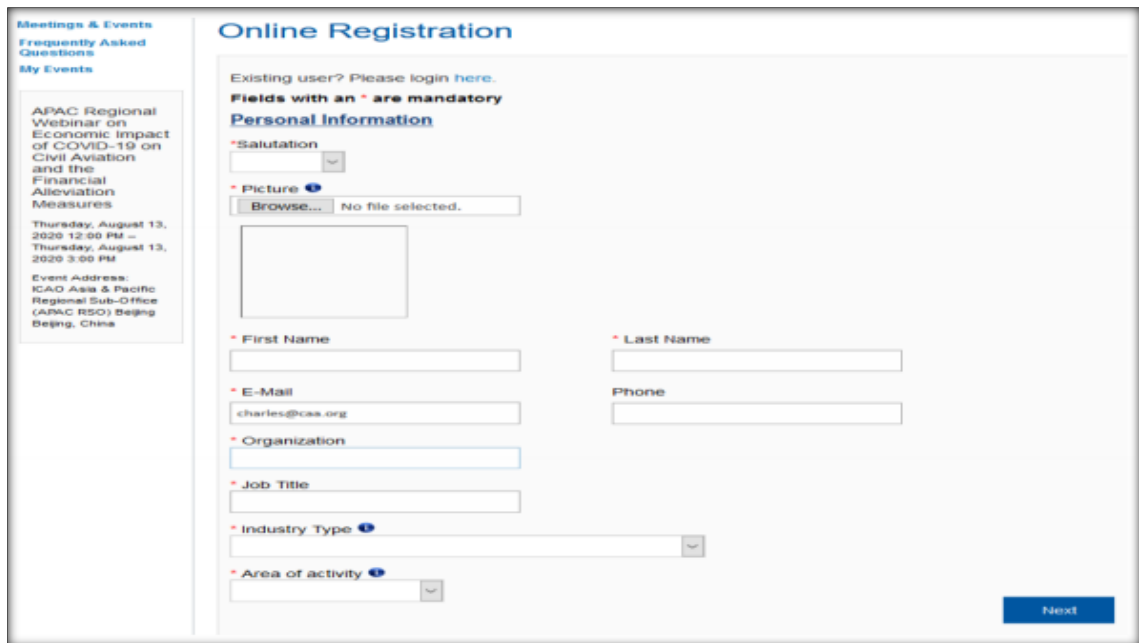 Meetings & Events
Frequently Asked
Questions
My Events
APAC Regional
Webinar on
Economic Impact
of COVID-19 on
Civil Aviation
and the
Financial
Alleviation
Measures
Thursday, August 13,
2020 12:00 PM –
Thursday, August 13,
2020 3:00 PM
Event Address:
ICAO Asia & Pacific
Regional Sub-Office
(APAC RSO) Beijing
Beijing, China
Online Registration
Existing user? Please login here.
Fields with an * are mandatory
Personal Information
*Salutation
* Picture
Browse... No file selected.
* First Name * Last Name
* E-Mail Phone
charles@caa.org
* Organization
* Job Title
* Industry Type
* Area of activity
Next